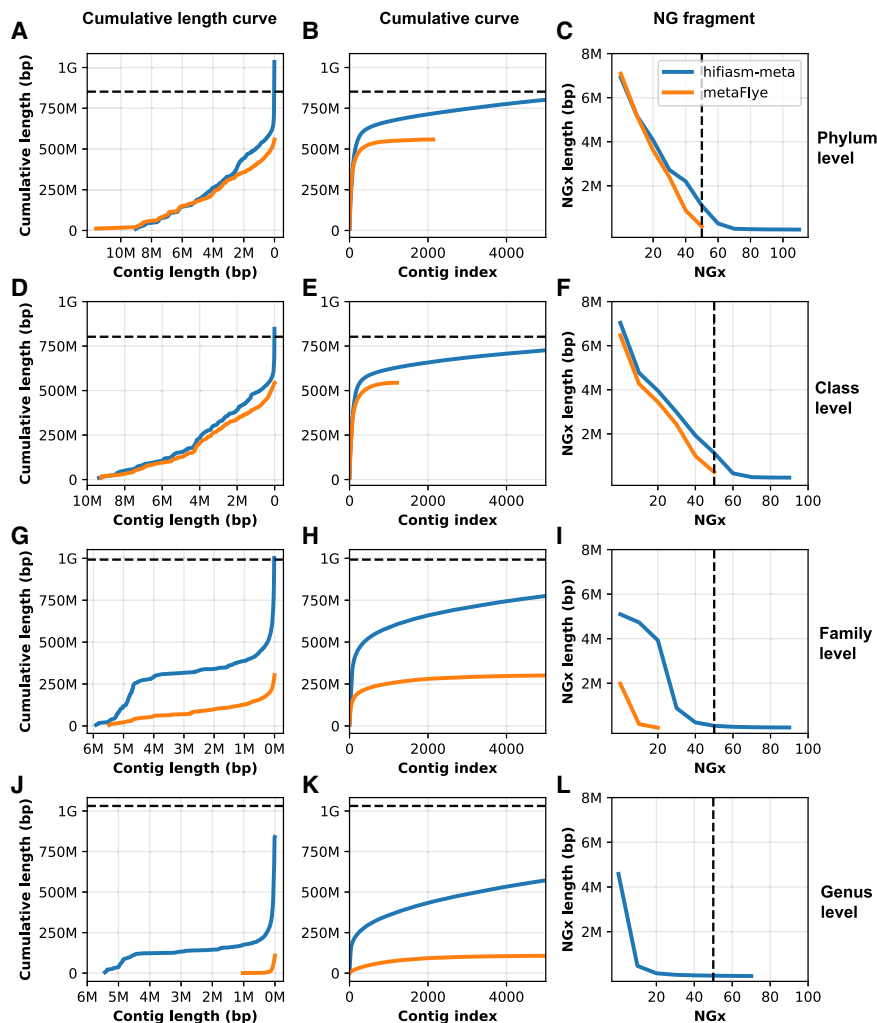 Cumulative length curve
Cumulative curve
NG fragment
A
1G
750M
500M
250M
0
Cumulative length (bp)
10M 8M 6M 4M 2M 0
Contig length (bp)
B
1G
750M
500M
250M
0
0 2000 4000
Contig index
C
8M
6M
4M
2M
NGx length (bp)
hifiasm-meta
metaFlye
20 40 60 80 100
NGx
Phylum
level
D
1G
750M
500M
250M
0
Cumulative length (bp)
10M 8M 6M 4M 2M 0
Contig length (bp)
E
1G
750M
500M
250M
0
0 2000 4000
Contig index
F
8M
6M
4M
2M
NGx length (bp)
20 40 60 80 100
NGx
Class
level
G
1G
750M
500M
250M
0
Cumulative length (bp)
6M 5M 4M 3M 2M 1M 0M
Contig length (bp)
H
1G
750M
500M
250M
0
0 2000 4000
Contig index
I
8M
6M
4M
2M
NGx length (bp)
20 40 60 80 100
NGx
Family
level
J
1G
750M
500M
250M
0
Cumulative length (bp)
6M 5M 4M 3M 2M 1M 0M
Contig length (bp)
K
1G
750M
500M
250M
0
0 2000 4000
Contig index
L
8M
6M
4M
2M
NGx length (bp)
20 40 60 80 100
NGx
Genus
level